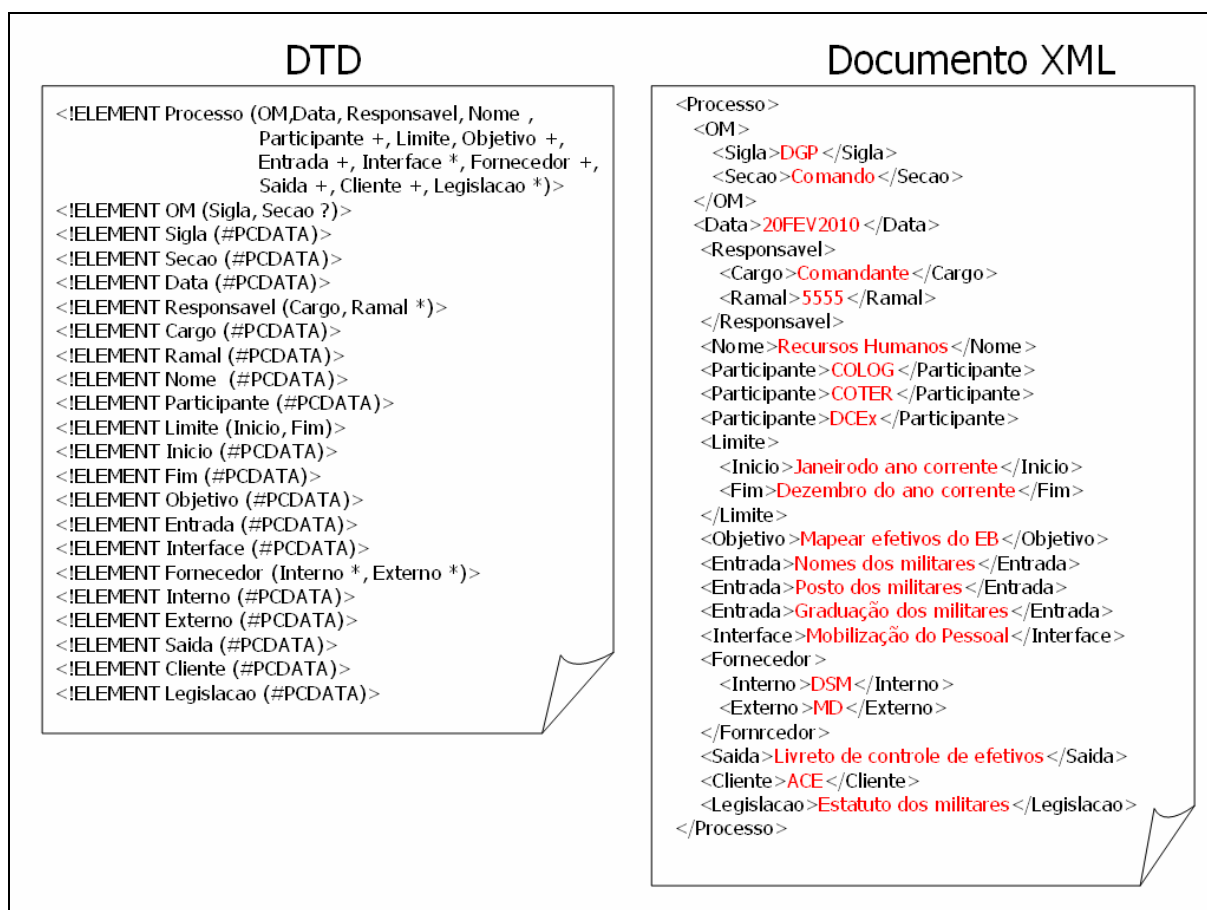 DTD
<!ELEMENT Processo (OM,Data, Responsavel, Nome ,
Participante +, Limite, Objetivo +,
Entrada +, Interface *, Fornecedor +,
Saida +, Cliente +, Legislacao *)>
<!ELEMENT OM (Sigla, Secao ?)>
<!ELEMENT Sigla (#PCDATA)>
<!ELEMENT Secao (#PCDATA)>
<!ELEMENT Data (#PCDATA)>
<!ELEMENT Responsavel (Cargo, Ramal *)>
<!ELEMENT Cargo (#PCDATA)>
<!ELEMENT Ramal (#PCDATA)>
<!ELEMENT Nome (#PCDATA)>
<!ELEMENT Participante (#PCDATA)>
<!ELEMENT Limite (Inicio, Fim)>
<!ELEMENT Inicio (#PCDATA)>
<!ELEMENT Fim (#PCDATA)>
<!ELEMENT Objetivo (#PCDATA)>
<!ELEMENT Entrada (#PCDATA)>
<!ELEMENT Interface (#PCDATA)>
<!ELEMENT Fornecedor (Interno *, Externo *)>
<!ELEMENT Interno (#PCDATA)>
<!ELEMENT Externo (#PCDATA)>
<!ELEMENT Saida (#PCDATA)>
<!ELEMENT Cliente (#PCDATA)>
<!ELEMENT Legislacao (#PCDATA)>
Documento XML
<Processo>
<OM>
<Sigla>DGP</Sigla>
<Secao>Comando</Secao>
</OM>
<Data>20FEV2010</Data>
<Responsavel>
<Cargo>Comandante</Cargo>
<Ramal>5555</Ramal>
</Responsavel>
<Nome>Recursos Humanos</Nome>
<Participante>COLOG</Participante>
<Participante>COTER</Participante>
<Participante>DCEx</Participante>
<Limite>
<Inicio>Janeirodo ano corrente</Inicio>
<Fim>Dezembro do ano corrente</Fim>
</Limite>
<Objetivo>Mapear efetivos do EB</Objetivo>
<Entrada>Nomes dos militares</Entrada>
<Entrada>Posto dos militares</Entrada>
<Entrada>Graduação dos militares</Entrada>
<Interface>Mobilização do Pessoal</Interface>
<Fornecedor>
<Interno>DSM</Interno>
<Externo>MD</Externo>
</Fornrcedor>
<Saida>Livreto de controle de efetivos</Saida>
<Cliente>ACE</Cliente>
<Legislacao>Estatuto dos militares</Legislacao>
</Processo>